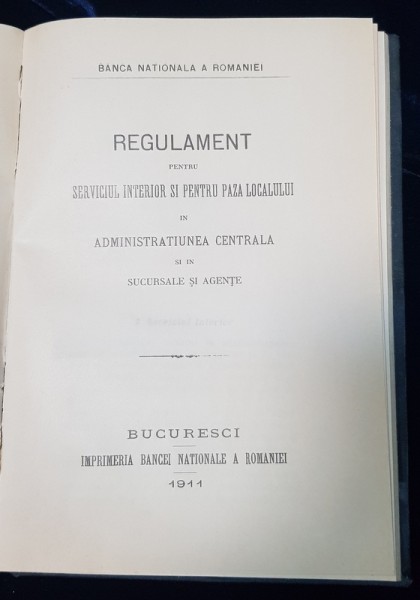 BANCA NATIONALA A ROMANIEI
REGULAMENT
PENTRU
SERVICIUL INTERIOR SI PENTRU PAZA LOCALULUI
IN
ADMINISTRATIUNEA CENTRALA
SI IN
SUCURSALE ŞI AGENŢE
BUCURESCI
IMPRIMERIA BANCEI NATIONALE A ROMANIEI
1911